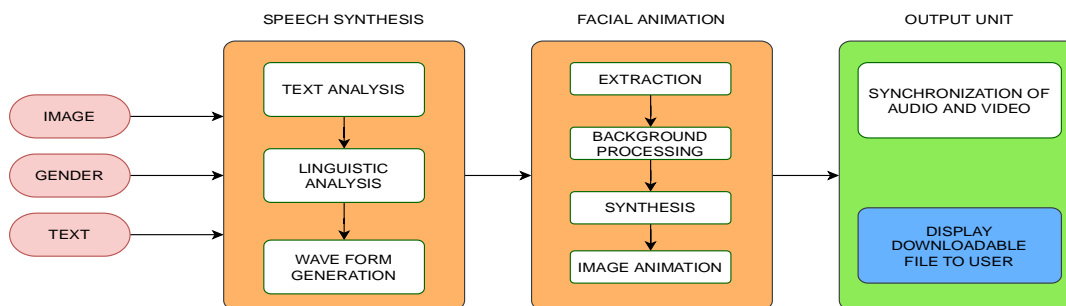 SPEECH SYNTHESIS
FACIAL ANIMATION
OUTPUT UNIT
IMAGE
GENDER
TEXT
TEXT ANALYSIS
LINGUISTIC
ANALYSIS
WAVE FORM
GENERATION
EXTRACTION
BACKGROUND
PROCESSING
SYNTHESIS
IMAGE ANIMATION
SYNCHRONIZATION OF
AUDIO AND VIDEO
DISPLAY
DOWNLOADABLE
FILE TO USER